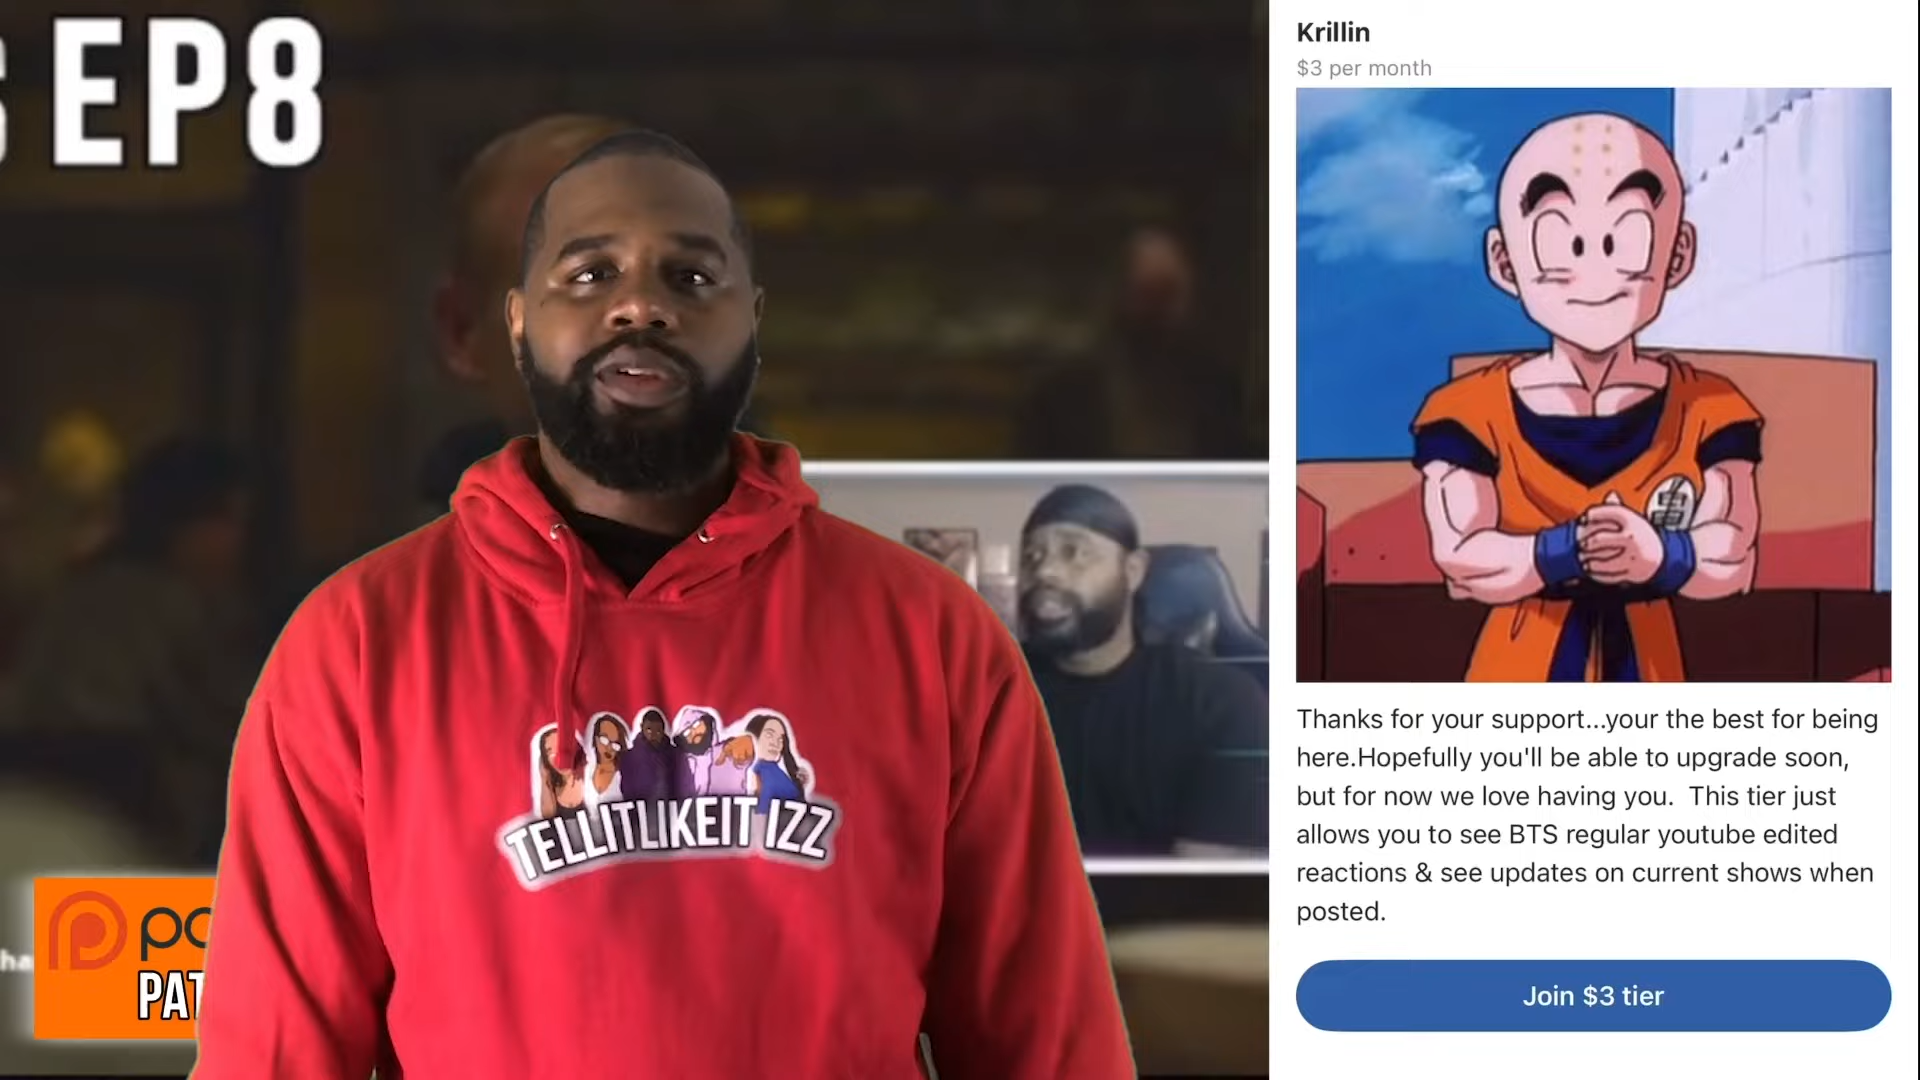 EP8
Krillin
$3 per month
Thanks for your support...your the best for being
here.Hopefully you'll be able to upgrade soon,
but for now we love having you.  This tier just
allows you to see BTS regular youtube edited
reactions & see updates on current shows when
posted.
Join $3 tier
TELLITLIKEIT IZZ
PAT